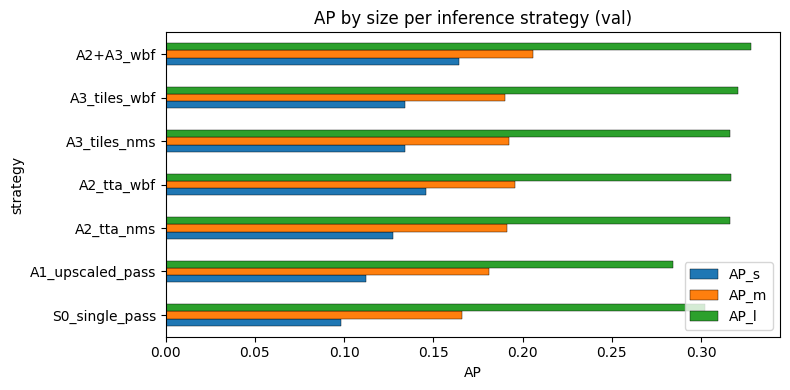 AP by size per inference strategy (val)
strategy
A2+A3_wbf
A3_tiles_wbf
A3_tiles_nms
A2_tta_wbf
A2_tta_nms
A1_upscaled_pass
S0_single_pass
AP_s
AP_m
AP_l
0.00 0.05 0.10 0.15 0.20 0.25 0.30
AP